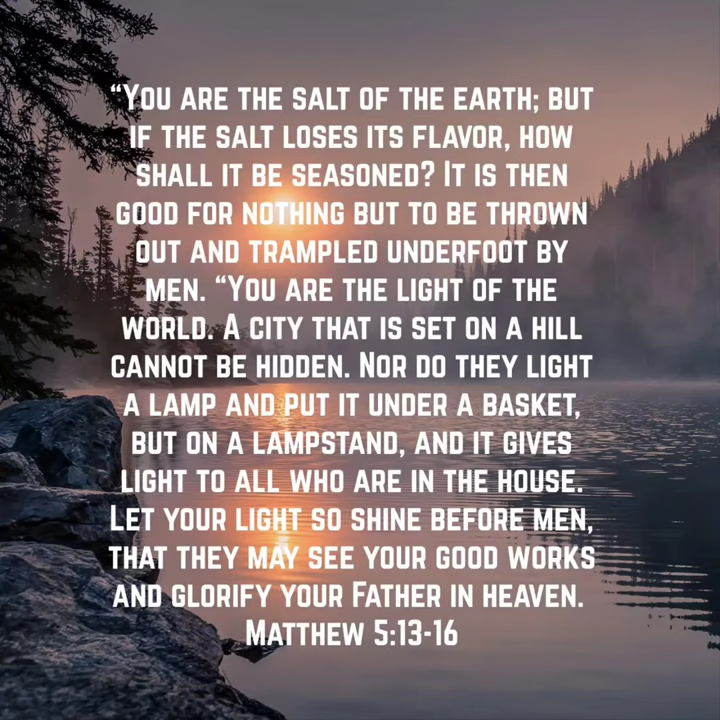 “You are the salt of the earth; but
if the salt loses its flavor, how
shall it be seasoned? It is then
good for nothing but to be thrown
out and trampled underfoot by
men. “You are the light of the
world. A city that is set on a hill
cannot be hidden. Nor do they light
a lamp and put it under a basket,
but on a lampstand, and it gives
light to all who are in the house.
Let your light so shine before men,
that they may see your good works
and glorify your Father in heaven.
Matthew 5:13-16